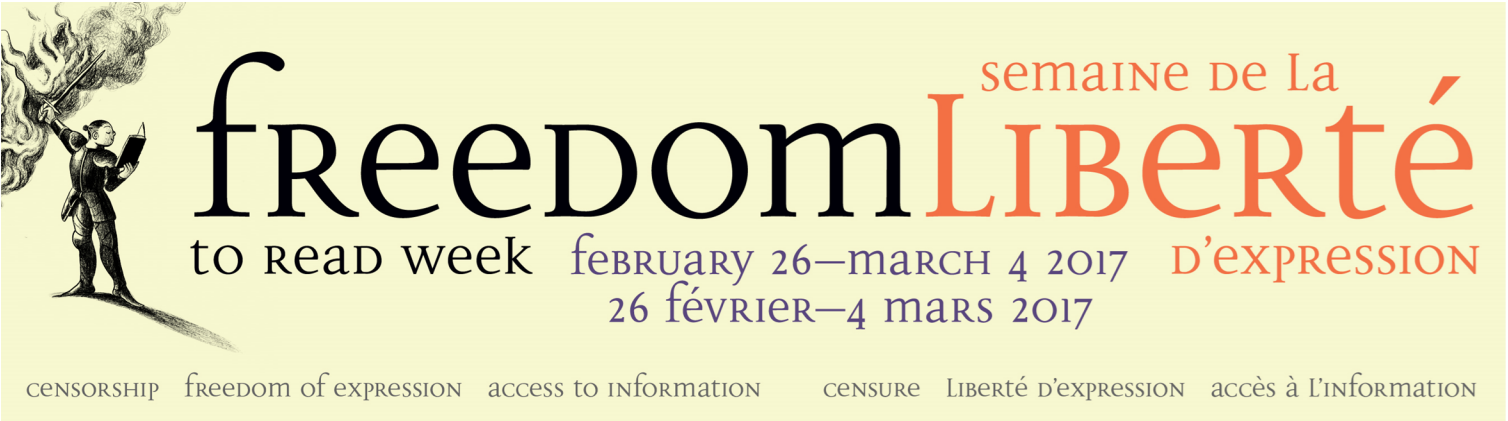 freedom
to read week
semaine de la
Liberté
d'expression
february 26–march 4 2017
26 février–4 mars 2017
censorship freedom of expression access to information
censure Liberté d'expression accès à l'information